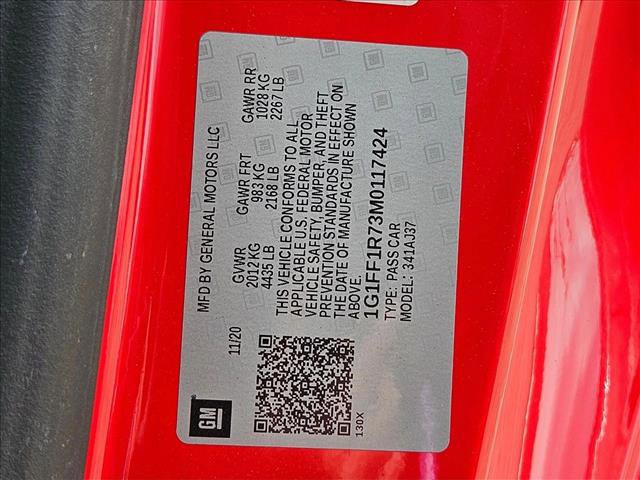 GM
11/20
MFD BY GENERAL MOTORS LLC
GVWR GAWR FRT GAWR RR
2012 KG 983 KG 1028 KG
4435 LB 2168 LB 2267 LB
THIS VEHICLE CONFORMS TO ALL
APPLICABLE U.S. FEDERAL MOTOR
VEHICLE SAFETY, BUMPER, AND THEFT
PREVENTION STANDARDS IN EFFECT ON
THE DATE OF MANUFACTURE SHOWN
ABOVE.
1G1FF1R73M0117424
TYPE: PASS CAR
MODEL: 341AJ37
130X